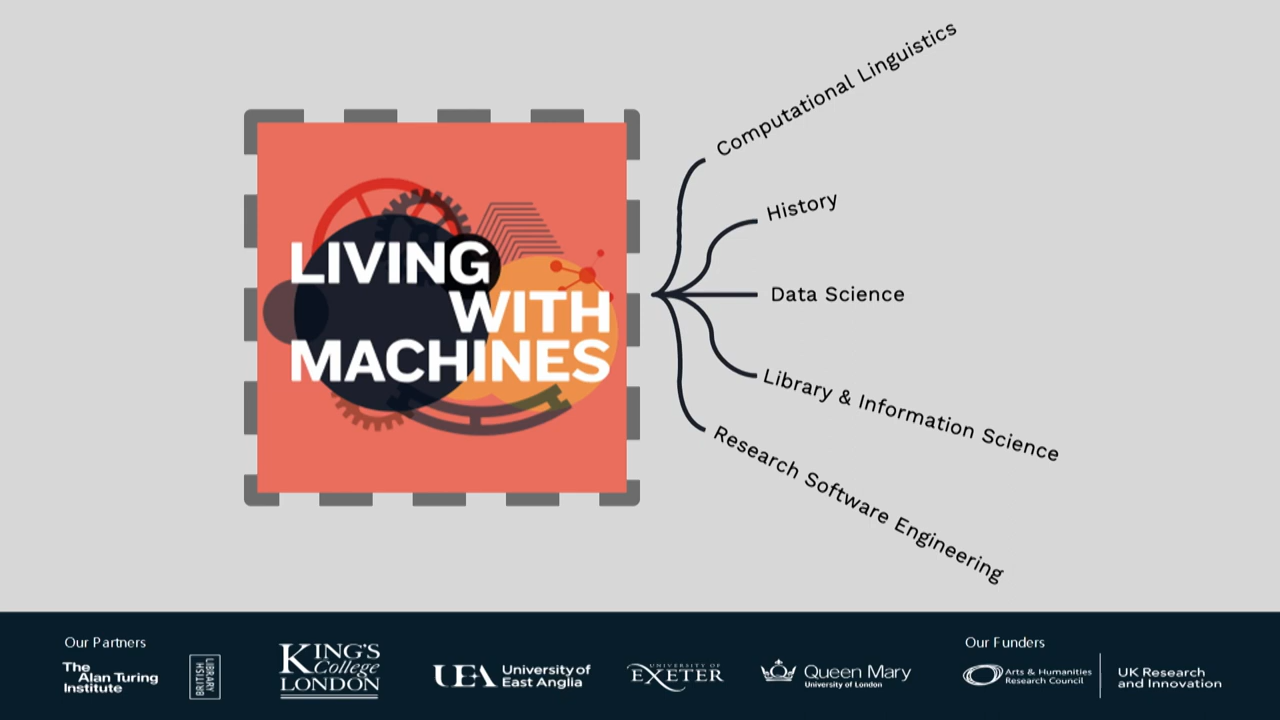 LIVING
WITH
MACHINES
Computational Linguistics
History
Data Science
Library & Information Science
Research Software Engineering
Our Partners
The
Alan Turing
Institute
BRITISH
LIBRARY
KING'S
College
LONDON
UEA
University of
East Anglia
UNIVERSITY OF
EXETER
Queen Mary
University of London
Our Funders
Arts & Humanities
Research Council
UK Research
and Innovation